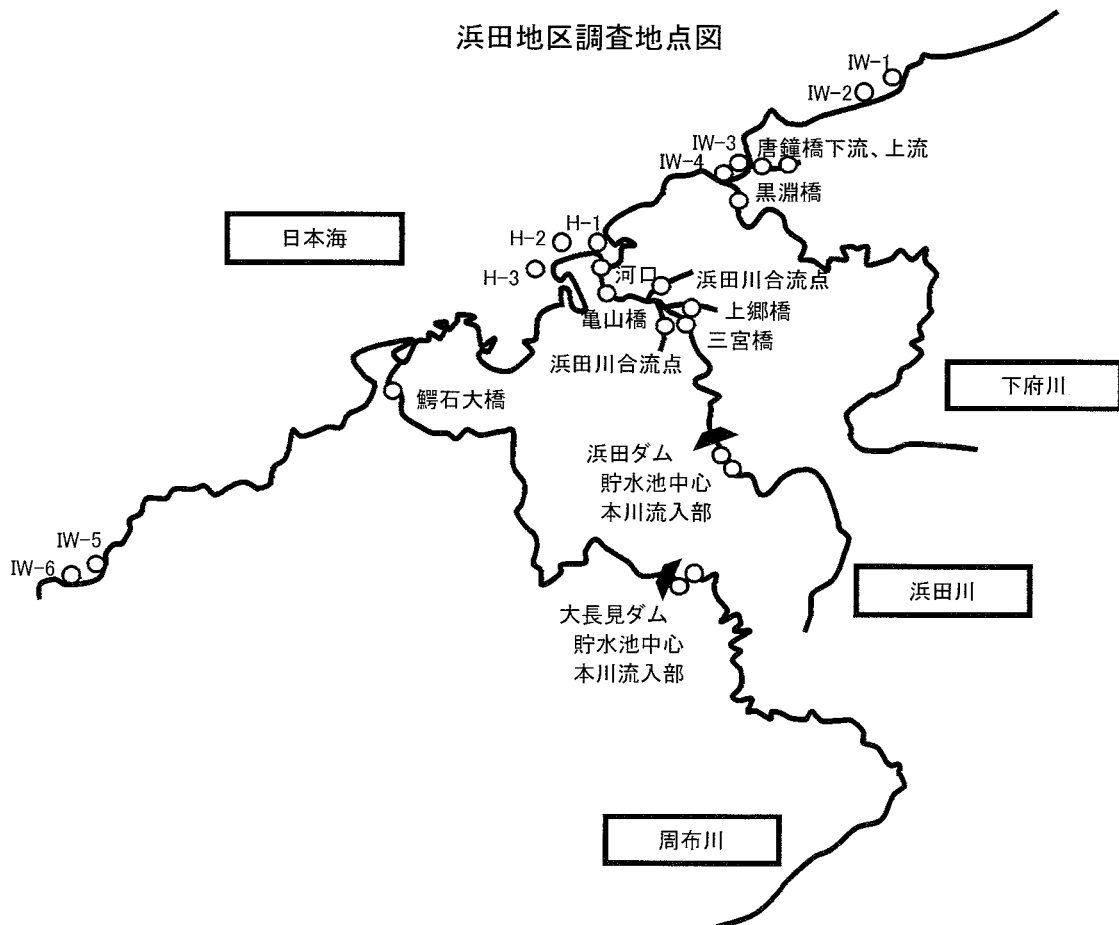 浜田地区調査地点図
IW-1
IW-2
IW-3
唐鐘橋下流、上流
IW-4
黒淵橋
日本海
H-1
H-2
H-3
河口
浜田川合流点
亀山橋
上郷橋
三宮橋
浜田川合流点
鰐石大橋
下府川
浜田ダム
貯水池中心
本川流入部
IW-5
IW-6
浜田川
大長見ダム
貯水池中心
本川流入部
周布川